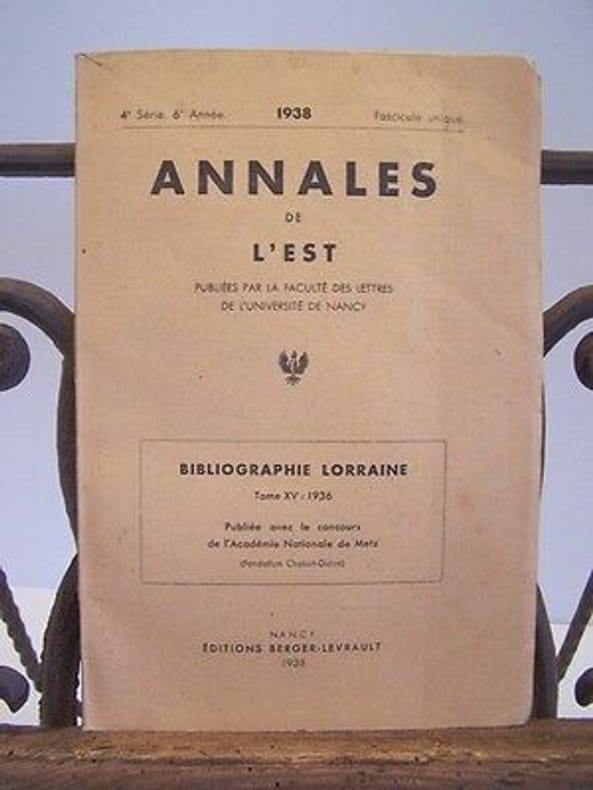 4e Série. 6e Année. 1938 Fascicule unique.
ANNALES
DE
L'EST
PUBLIÉES PAR LA FACULTÉ DES LETTRES
DE L'UNIVERSITÉ DE NANCY
BIBLIOGRAPHIE LORRAINE
Tome XV : 1936
Publiée avec le concours
de l'Académie Nationale de Metz
(Fondation
NANCY
ÉDITIONS BERGER-LEVRAULT
1938